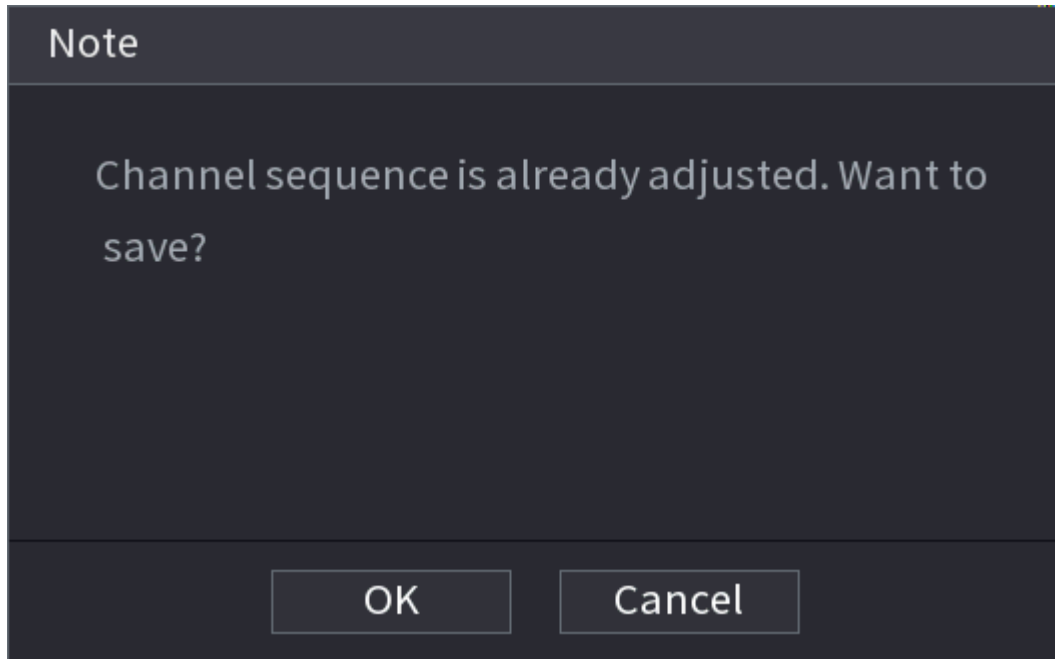 Note
Channel sequence is already adjusted. Want to
save?
OK
Cancel